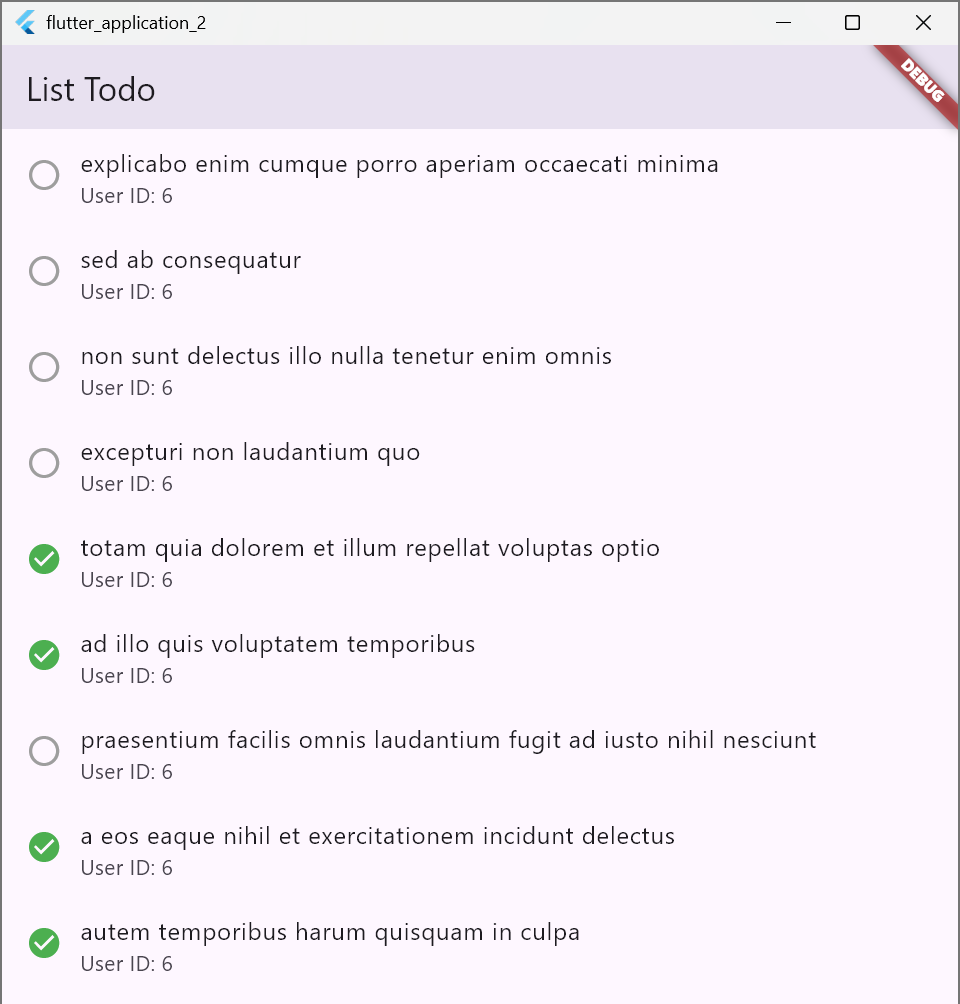 flutter_application_2
List Todo
DEBUG
explicabo enim cumque porro aperiam occaecati minima
User ID: 6
sed ab consequatur
User ID: 6
non sunt delectus illo nulla tenetur enim omnis
User ID: 6
excepturi non laudantium quo
User ID: 6
totam quia dolorem et illum repellat voluptas optio
User ID: 6
ad illo quis voluptatem temporibus
User ID: 6
praesentium facilis omnis laudantium fugit ad iusto nihil nesciunt
User ID: 6
a eos eaque nihil et exercitationem incidunt delectus
User ID: 6
autem temporibus harum quisquam in culpa
User ID: 6